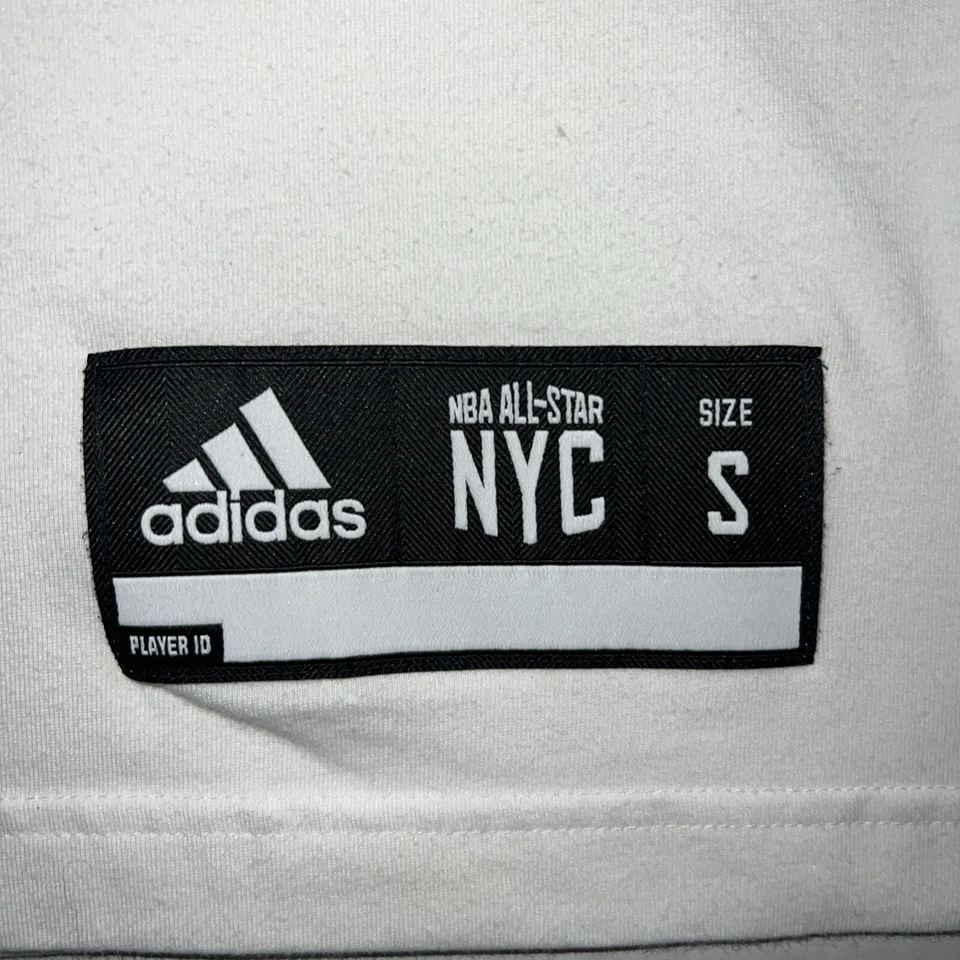 adidas
NBA ALL-STAR
NYC
SIZE
S
PLAYER ID